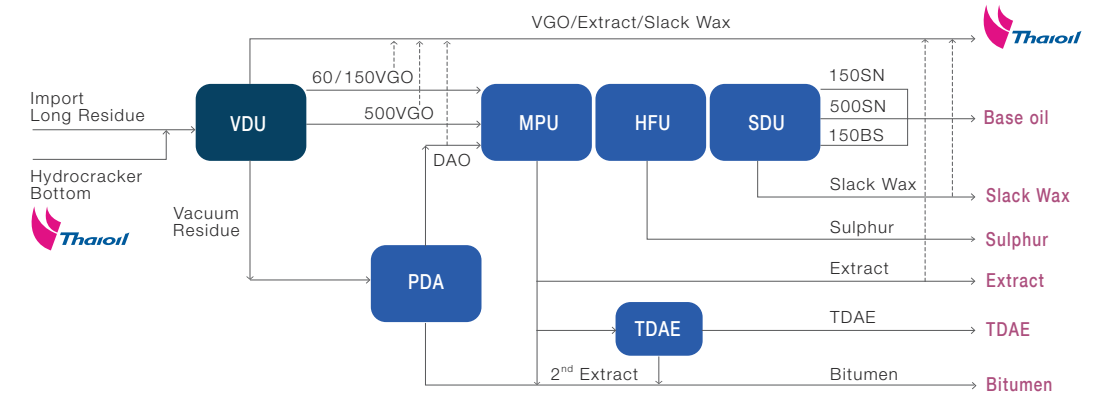 VGO/Extract/Slack Wax
Thaioil
60/150VGO
150SN
Import
Long Residue
500VGO
500SN
Base oil
VDU
MPU
HFU
SDU
150BS
DAO
Hydrocracker
Bottom
Slack Wax
Slack Wax
Thaioil
Vacuum
Residue
Sulphur
Sulphur
PDA
Extract
Extract
TDAE
TDAE
TDAE
2nd Extract
Bitumen
Bitumen